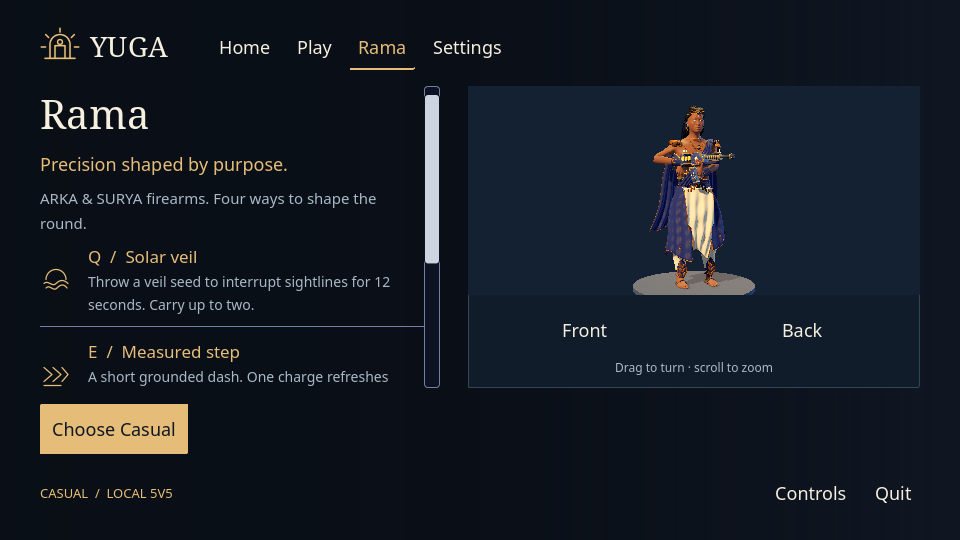 YUGA
Home
Play
Rama
Settings
Rama
Precision shaped by purpose.
ARKA & SURYA firearms. Four ways to shape the
round.
Q / Solar veil
Throw a veil seed to interrupt sightlines for 12
seconds. Carry up to two.
E / Measured step
A short grounded dash. One charge refreshes
Choose Casual
Front
Back
Drag to turn · scroll to zoom
CASUAL / LOCAL 5V5
Controls
Quit